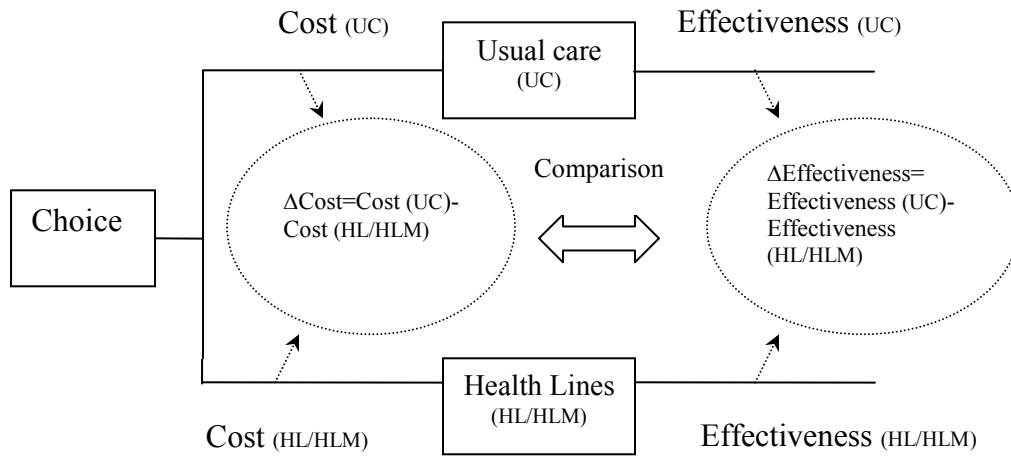 Cost (UC)
Effectiveness (UC)
Usual care
(UC)
Comparison
ΔCost=Cost (UC)-
Cost (HL/HLM)
ΔEffectiveness=
Effectiveness (UC)-
Effectiveness
(HL/HLM)
Choice
Health Lines
(HL/HLM)
Cost (HL/HLM)
Effectiveness (HL/HLM)